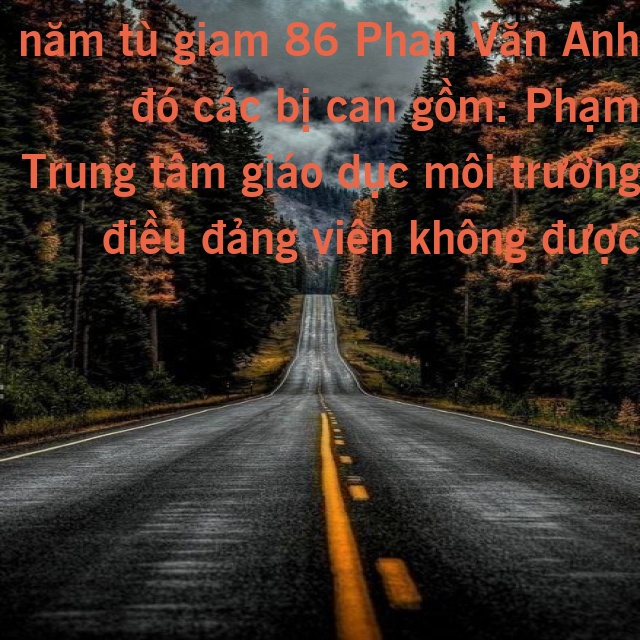 năm tù giam 86 Phan Văn Anh
đó các bị can gồm: Phạm
Trung tâm giáo dục môi trường
điều đảng viên không được